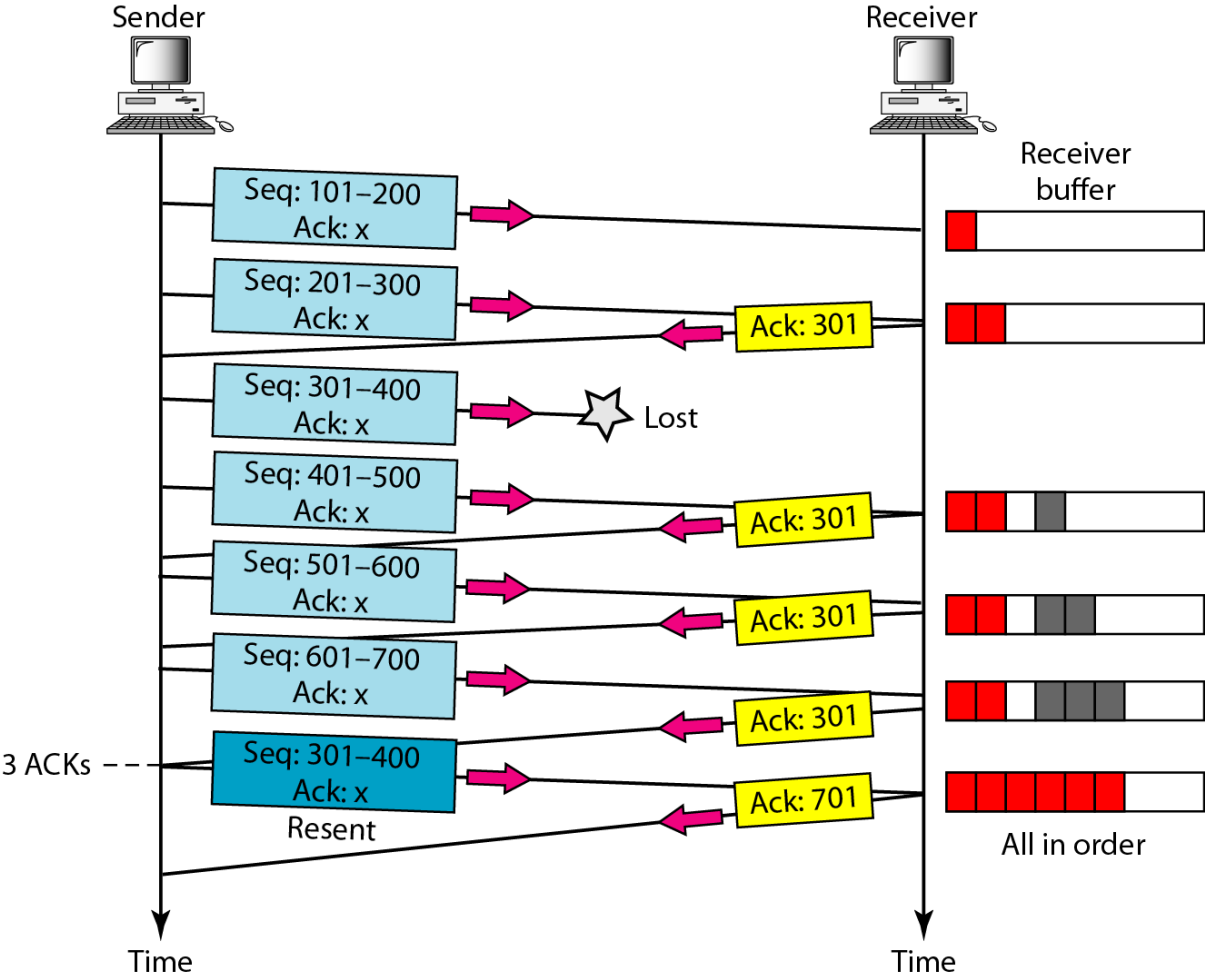 Sender
Receiver
Receiver
buffer
Seq: 101–200
Ack: x
Seq: 201–300
Ack: x
Ack: 301
Seq: 301–400
Ack: x
Lost
Seq: 401–500
Ack: x
Ack: 301
Seq: 501–600
Ack: x
Ack: 301
Seq: 601–700
Ack: x
Ack: 301
3 ACKs
Seq: 301–400
Ack: x
Resent
Ack: 701
All in order
Time
Time